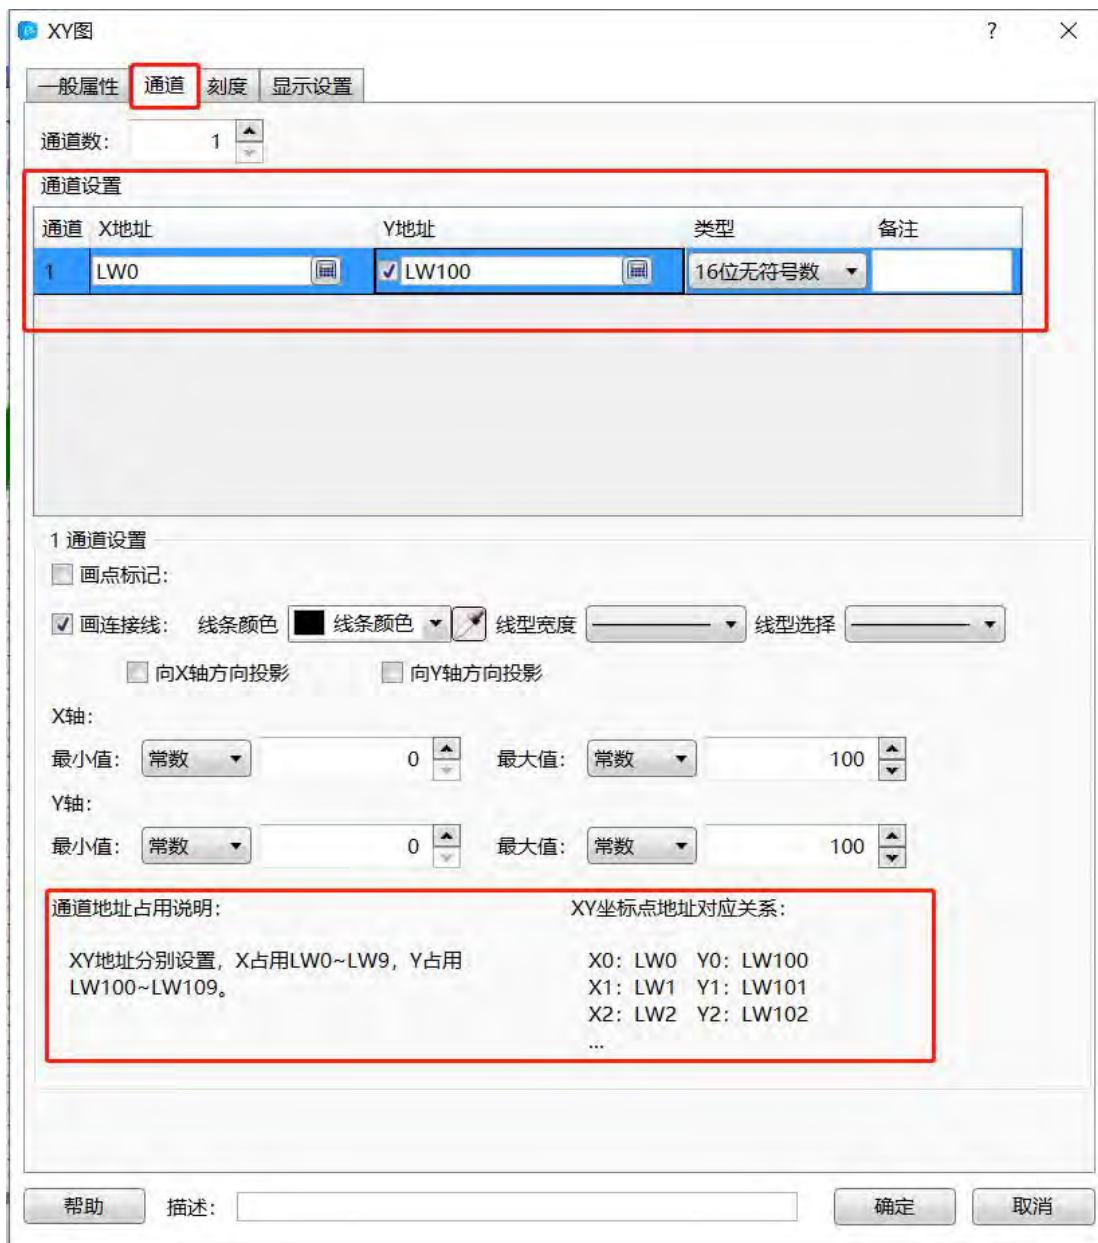 XY图 ?
一般属性 通道 刻度 显示设置
通道数： 1
通道设置
通道 X地址 Y地址 类型 备注
1 LW0 LW100 16位无符号数
1 通道设置
画点标记：
画连接线： 线条颜色 线条颜色 线型宽度 线型选择
向X轴方向投影 向Y轴方向投影
X轴：
最小值： 常数 0 最大值： 常数 100
Y轴：
最小值： 常数 0 最大值： 常数 100
通道地址占用说明： XY坐标点地址对应关系：
XY地址分别设置，X占用LW0~LW9，Y占用
LW100~LW109。
X0：LW0 Y0：LW100
X1：LW1 Y1：LW101
X2：LW2 Y2：LW102
...
帮助 描述： 确定 取消